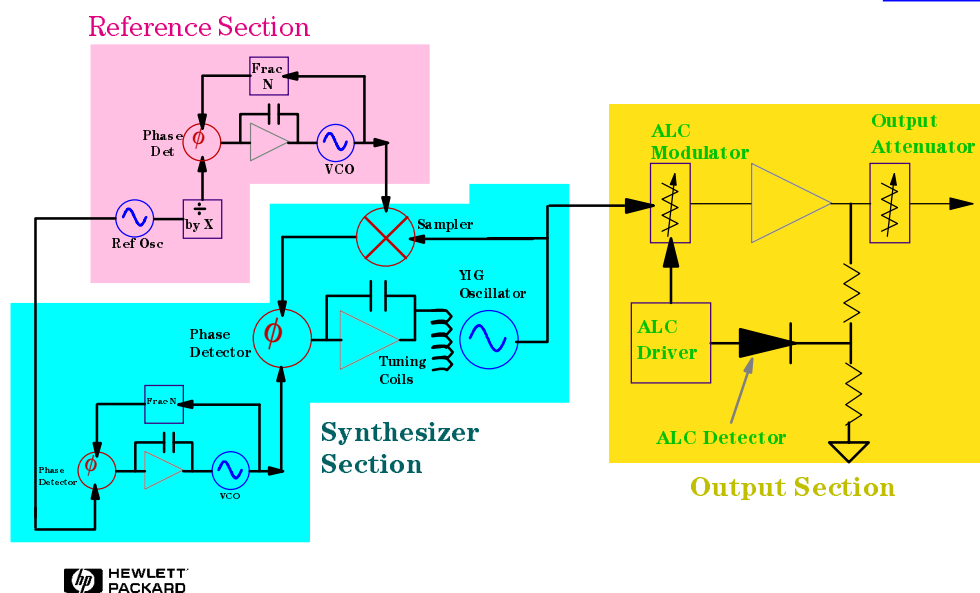 Reference Section
Frac
N
Phase
Det
ϕ
VCO
÷
by X
Ref Osc
Sampler
YIG
Oscillator
Phase
Detector
ϕ
Tuning
Coils
Frac N
Phase
Detector
ϕ
VCO
Synthesizer
Section
ALC
Modulator
Output
Attenuator
ALC
Driver
ALC Detector
Output Section
hp
HEWLETT
PACKARD